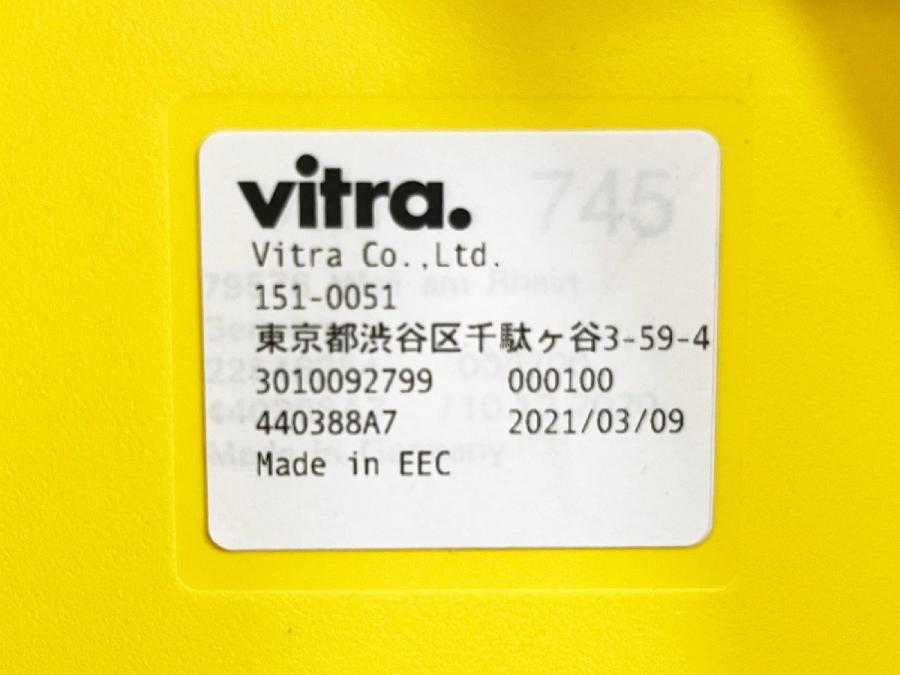 vitra.
745
Vitra Co.,Ltd.
151-0051
東京都渋谷区千駄ヶ谷3-59-4
3010092799 000100
440388A7 2021/03/09
Made in EEC